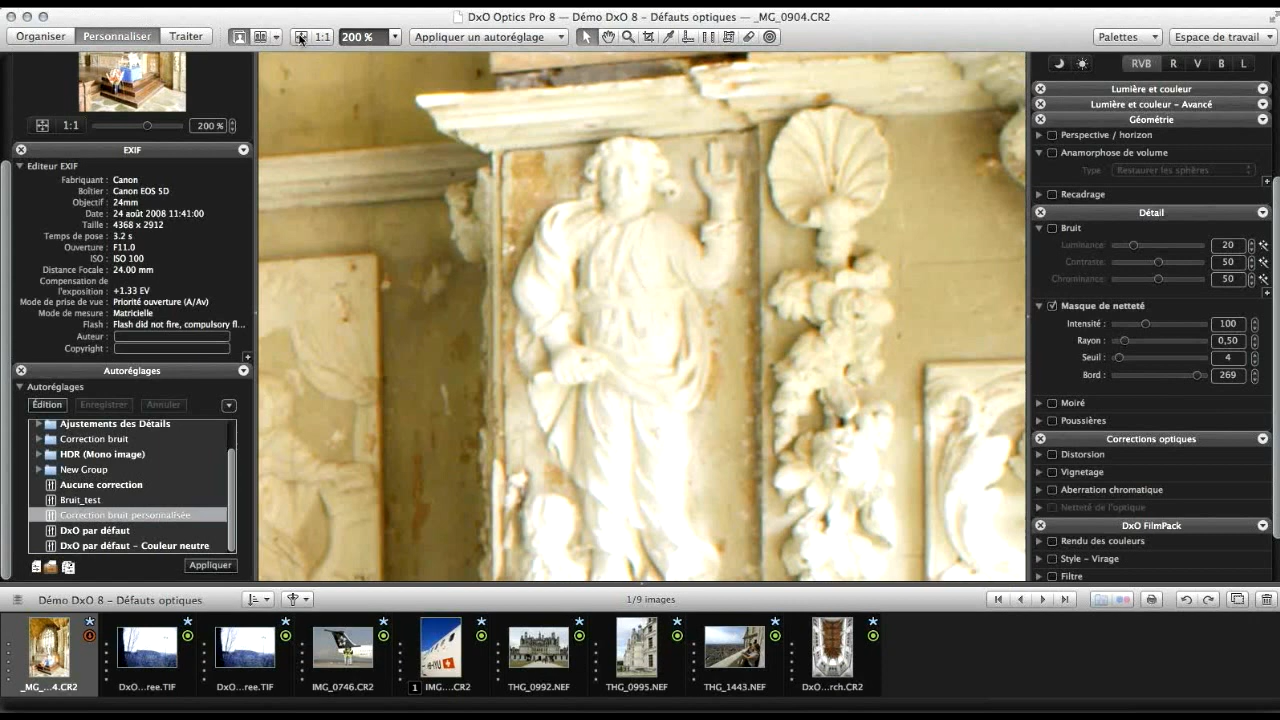 DxO Optics Pro 8 — Démo DxO 8 - Défauts optiques — _MG_0904.CR2
Organiser Personnaliser Traiter 1:1 200 % Appliquer un autoréglage Palettes Espace de travail
1:1 200 %
EXIF
Editeur EXIF
Fabriquant : Canon
Boîtier : Canon EOS 5D
Objectif : 24mm
Date : 24 août 2008 11:41:00
Taille : 4368 x 2912
Temps de pose : 3.2 s
Ouverture : F11.0
ISO : ISO 100
Distance Focale : 24.00 mm
Compensation de
l'exposition : +1.33 EV
Mode de prise de vue : Priorité ouverture (A/Av)
Mode de mesure : Matricielle
Flash : Flash did not fire, compulsory fl...
Auteur :
Copyright :
Autoréglages
Autoréglages
Édition Enregistrer Annuler
Ajustements des Détails
Correction bruit
HDR (Mono image)
New Group
Aucune correction
Bruit_test
Correction bruit personnalisée
DxO par défaut
DxO par défaut - Couleur neutre
Appliquer
RVB R V B L
Lumière et couleur
Lumière et couleur - Avancé
Géométrie
Perspective / horizon
Anamorphose de volume
Type Restaurer les sphères
Recadrage
Détail
Bruit
Luminance: 20
Contraste: 50
Chrominance: 50
Masque de netteté
Intensité : 100
Rayon : 0,50
Seuil : 4
Bord : 269
Moiré
Poussières
Corrections optiques
Distorsion
Vignetage
Aberration chromatique
Netteté de l'optique
DxO FilmPack
Rendu des couleurs
Style - Virage
Filtre
Démo DxO 8 - Défauts optiques 1/9 images
_MG_...4.CR2 DxO...ree.TIF DxO...ree.TIF IMG_0746.CR2 1 IMG....CR2 THG_0992.NEF THG_0995.NEF THG_1443.NEF DxO...rch.CR2